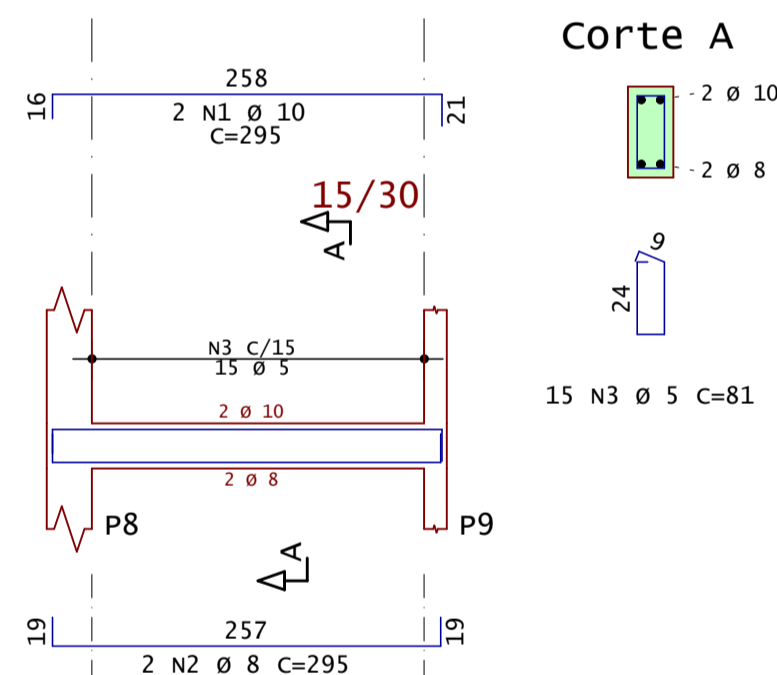 Corte A
258
16
21
2 N1 Ø 10
C=295
2 Ø 10
2 Ø 8
15/30
A
9
24
N3 C/15
15 Ø 5
15 N3 Ø 5 C=81
2 Ø 10
2 Ø 8
P8
P9
A
19
257
19
2 N2 Ø 8 C=295